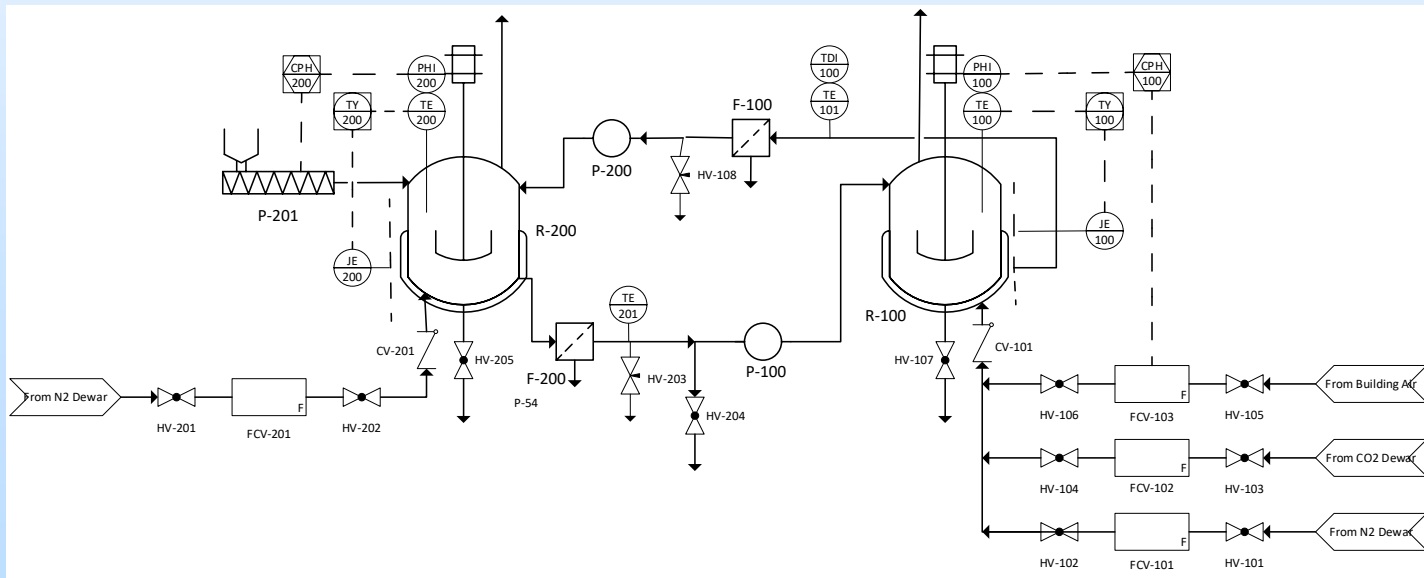 CPH
200
PHI
200
TY
200
TE
200
TDI
100
TE
101
F-100
PHI
100
TE
100
CPH
100
TY
100
P-200
HV-108
P-201
R-200
JE
200
JE
100
TE
201
R-100
CV-201
HV-205
F-200
HV-203
P-100
HV-107
CV-101
P-54
HV-204
From N2 Dewar
HV-201
FCV-201
F
HV-202
From Building Air
HV-106
FCV-103
F
HV-105
From CO2 Dewar
HV-104
FCV-102
F
HV-103
From N2 Dewar
HV-102
FCV-101
F
HV-101